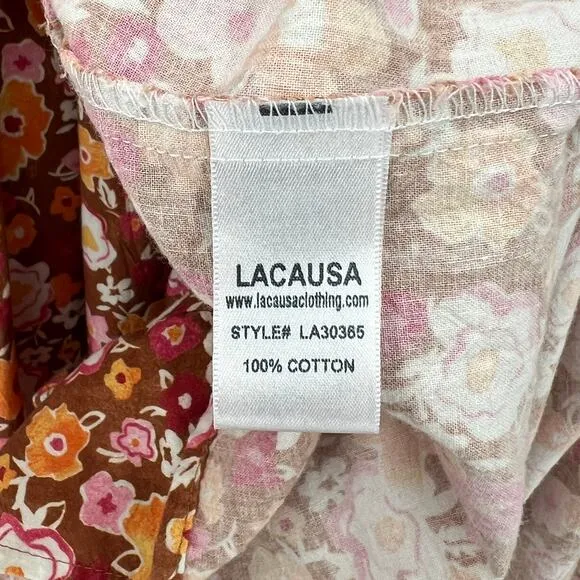 LACAUSA
www.lacausaclothing.com
STYLE# LA30365
100% COTTON